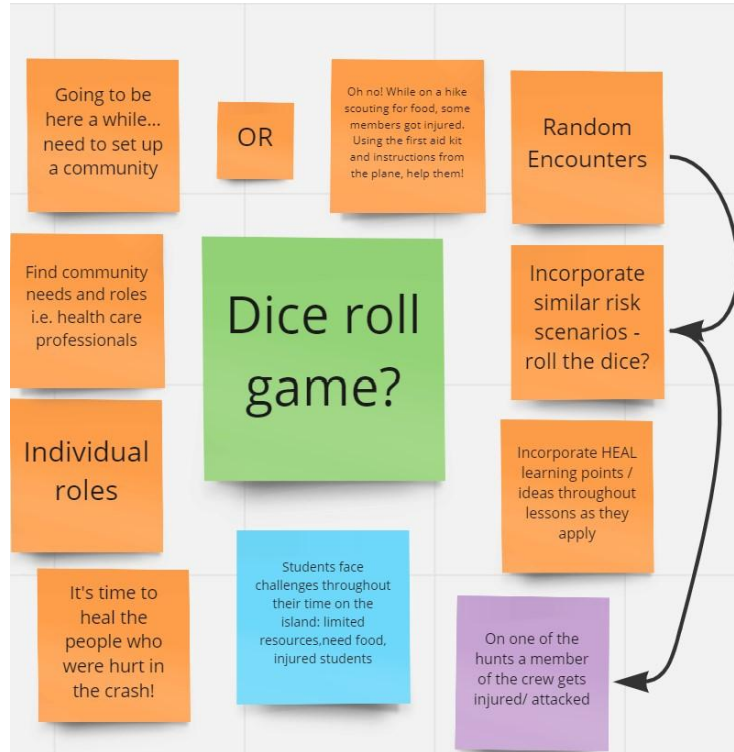 Going to be
here a while...
need to set up
a community
OR
Oh no! While on a hike
scouting for food, some
members got injured.
Using the first aid kit
and instructions from
the plane, help them!
Random
Encounters
Find community
needs and roles
i.e. health care
professionals
Dice roll
game?
Incorporate
similar risk
scenarios -
roll the dice?
Individual
roles
Incorporate HEAL
learning points /
ideas throughout
lessons as they
apply
It's time to
heal the
people who
were hurt in
the crash!
Students face
challenges throughout
their time on the
island: limited
resources,need food,
injured students
On one of the
hunts a member
of the crew gets
injured/ attacked